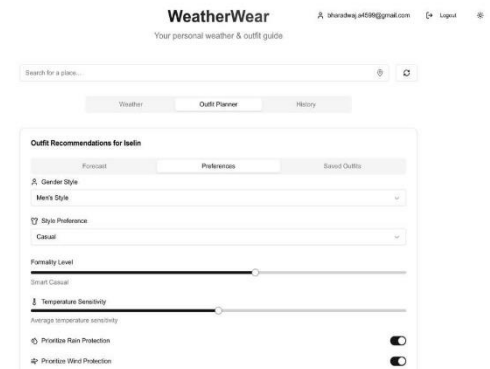 WeatherWear
bharadwaj.a4599@gmail.com
Logout
Your personal weather & outfit guide
Search for a place...
Weather
Outfit Planner
History
Outfit Recommendations for Iselin
Forecast
Preferences
Saved Outfits
Gender Style
Men's Style
Style Preference
Casual
Formality Level
Smart Casual
Temperature Sensitivity
Average temperature sensitivity
Prioritize Rain Protection
Prioritize Wind Protection